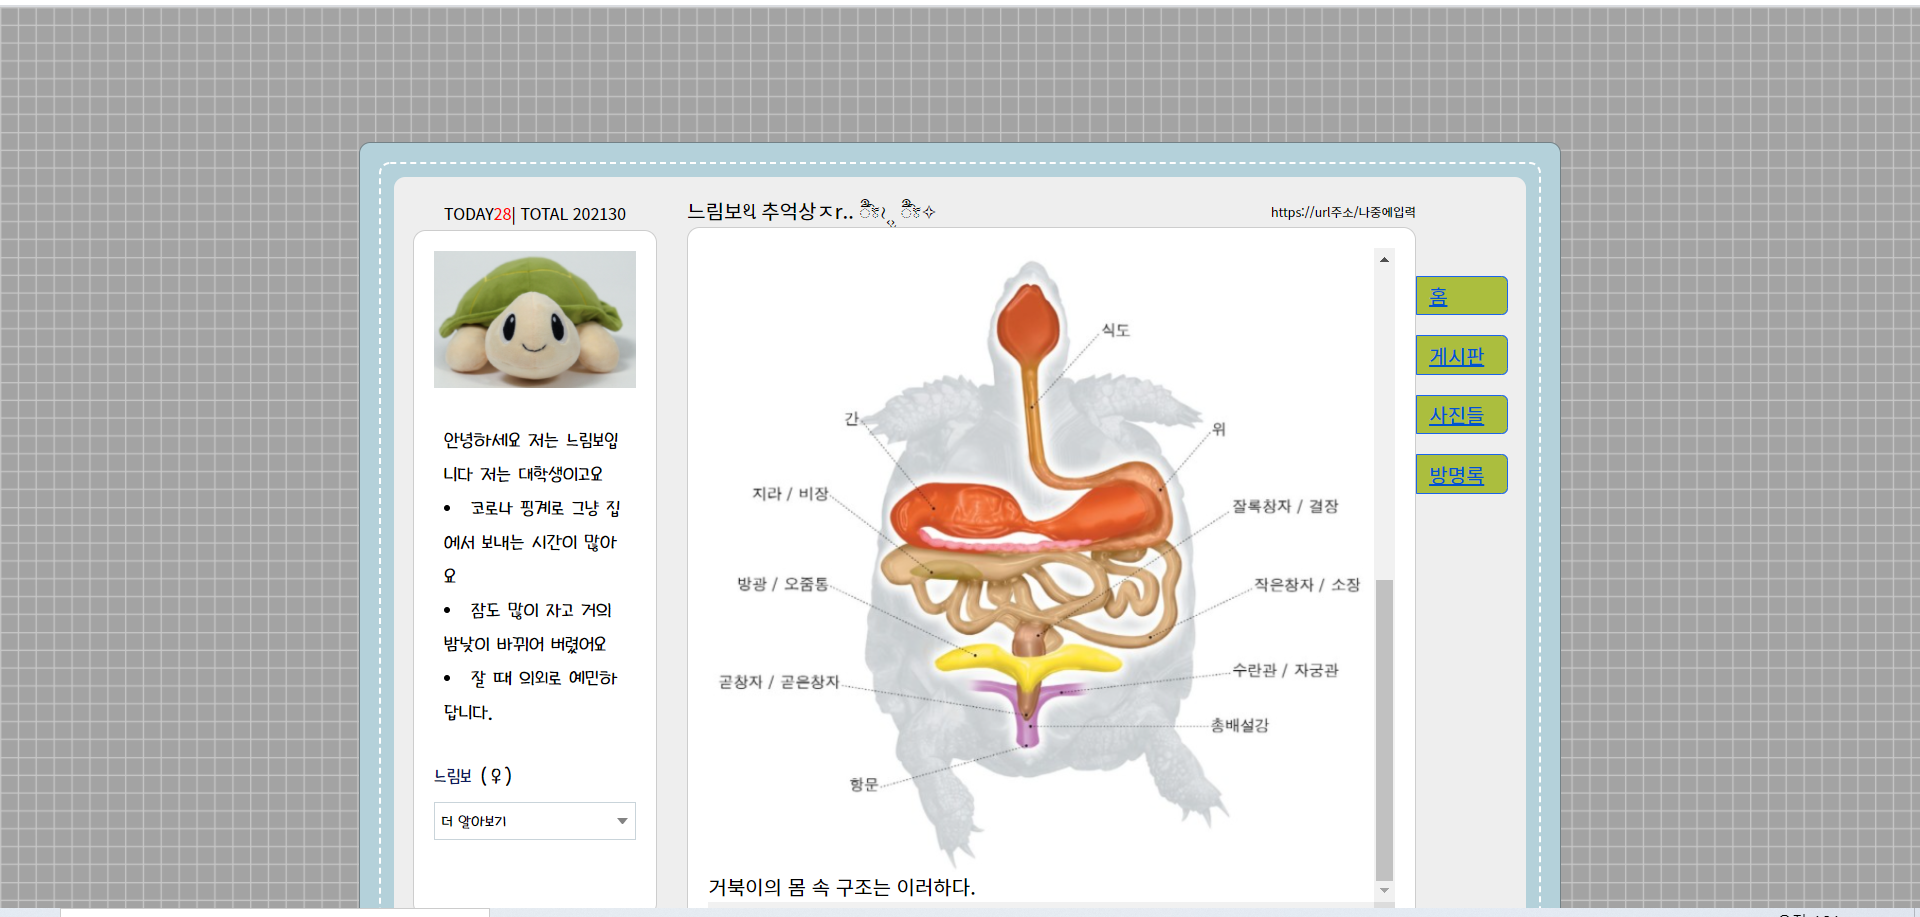 TODAY28| TOTAL 202130
느림보의 추억상ㅈr..
https://url주소/나중에입력
안녕하세요 저는 느림보입
니다 저는 대학생이고요
• 코로나 핑계로 그냥 집
에서 보내는 시간이 많아
요
• 잠도 많이 자고 거의
밤낮이 바뀌어 버렸어요
• 잘 때 의외로 예민하
답니다.
느림보 (♀)
더 알아보기
식도
간
위
지라 / 비장
잘록창자 / 결장
방광 / 오줌통
작은창자 / 소장
수란관 / 자궁관
곧창자 / 곧은창자
총배설강
항문
거북이의 몸 속 구조는 이러하다.
홈
게시판
사진들
방명록